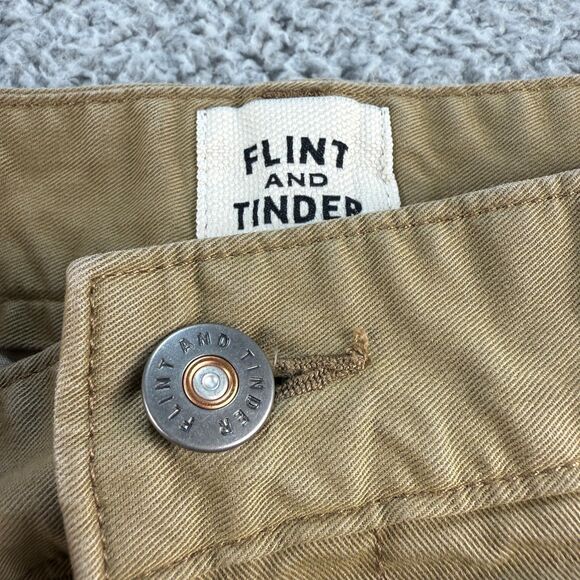 FLINT
AND
TINDER
FLINT AND TINDER